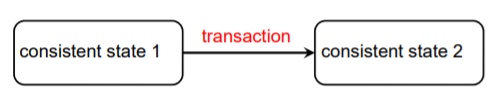 transaction
consistent state 1
consistent state 2